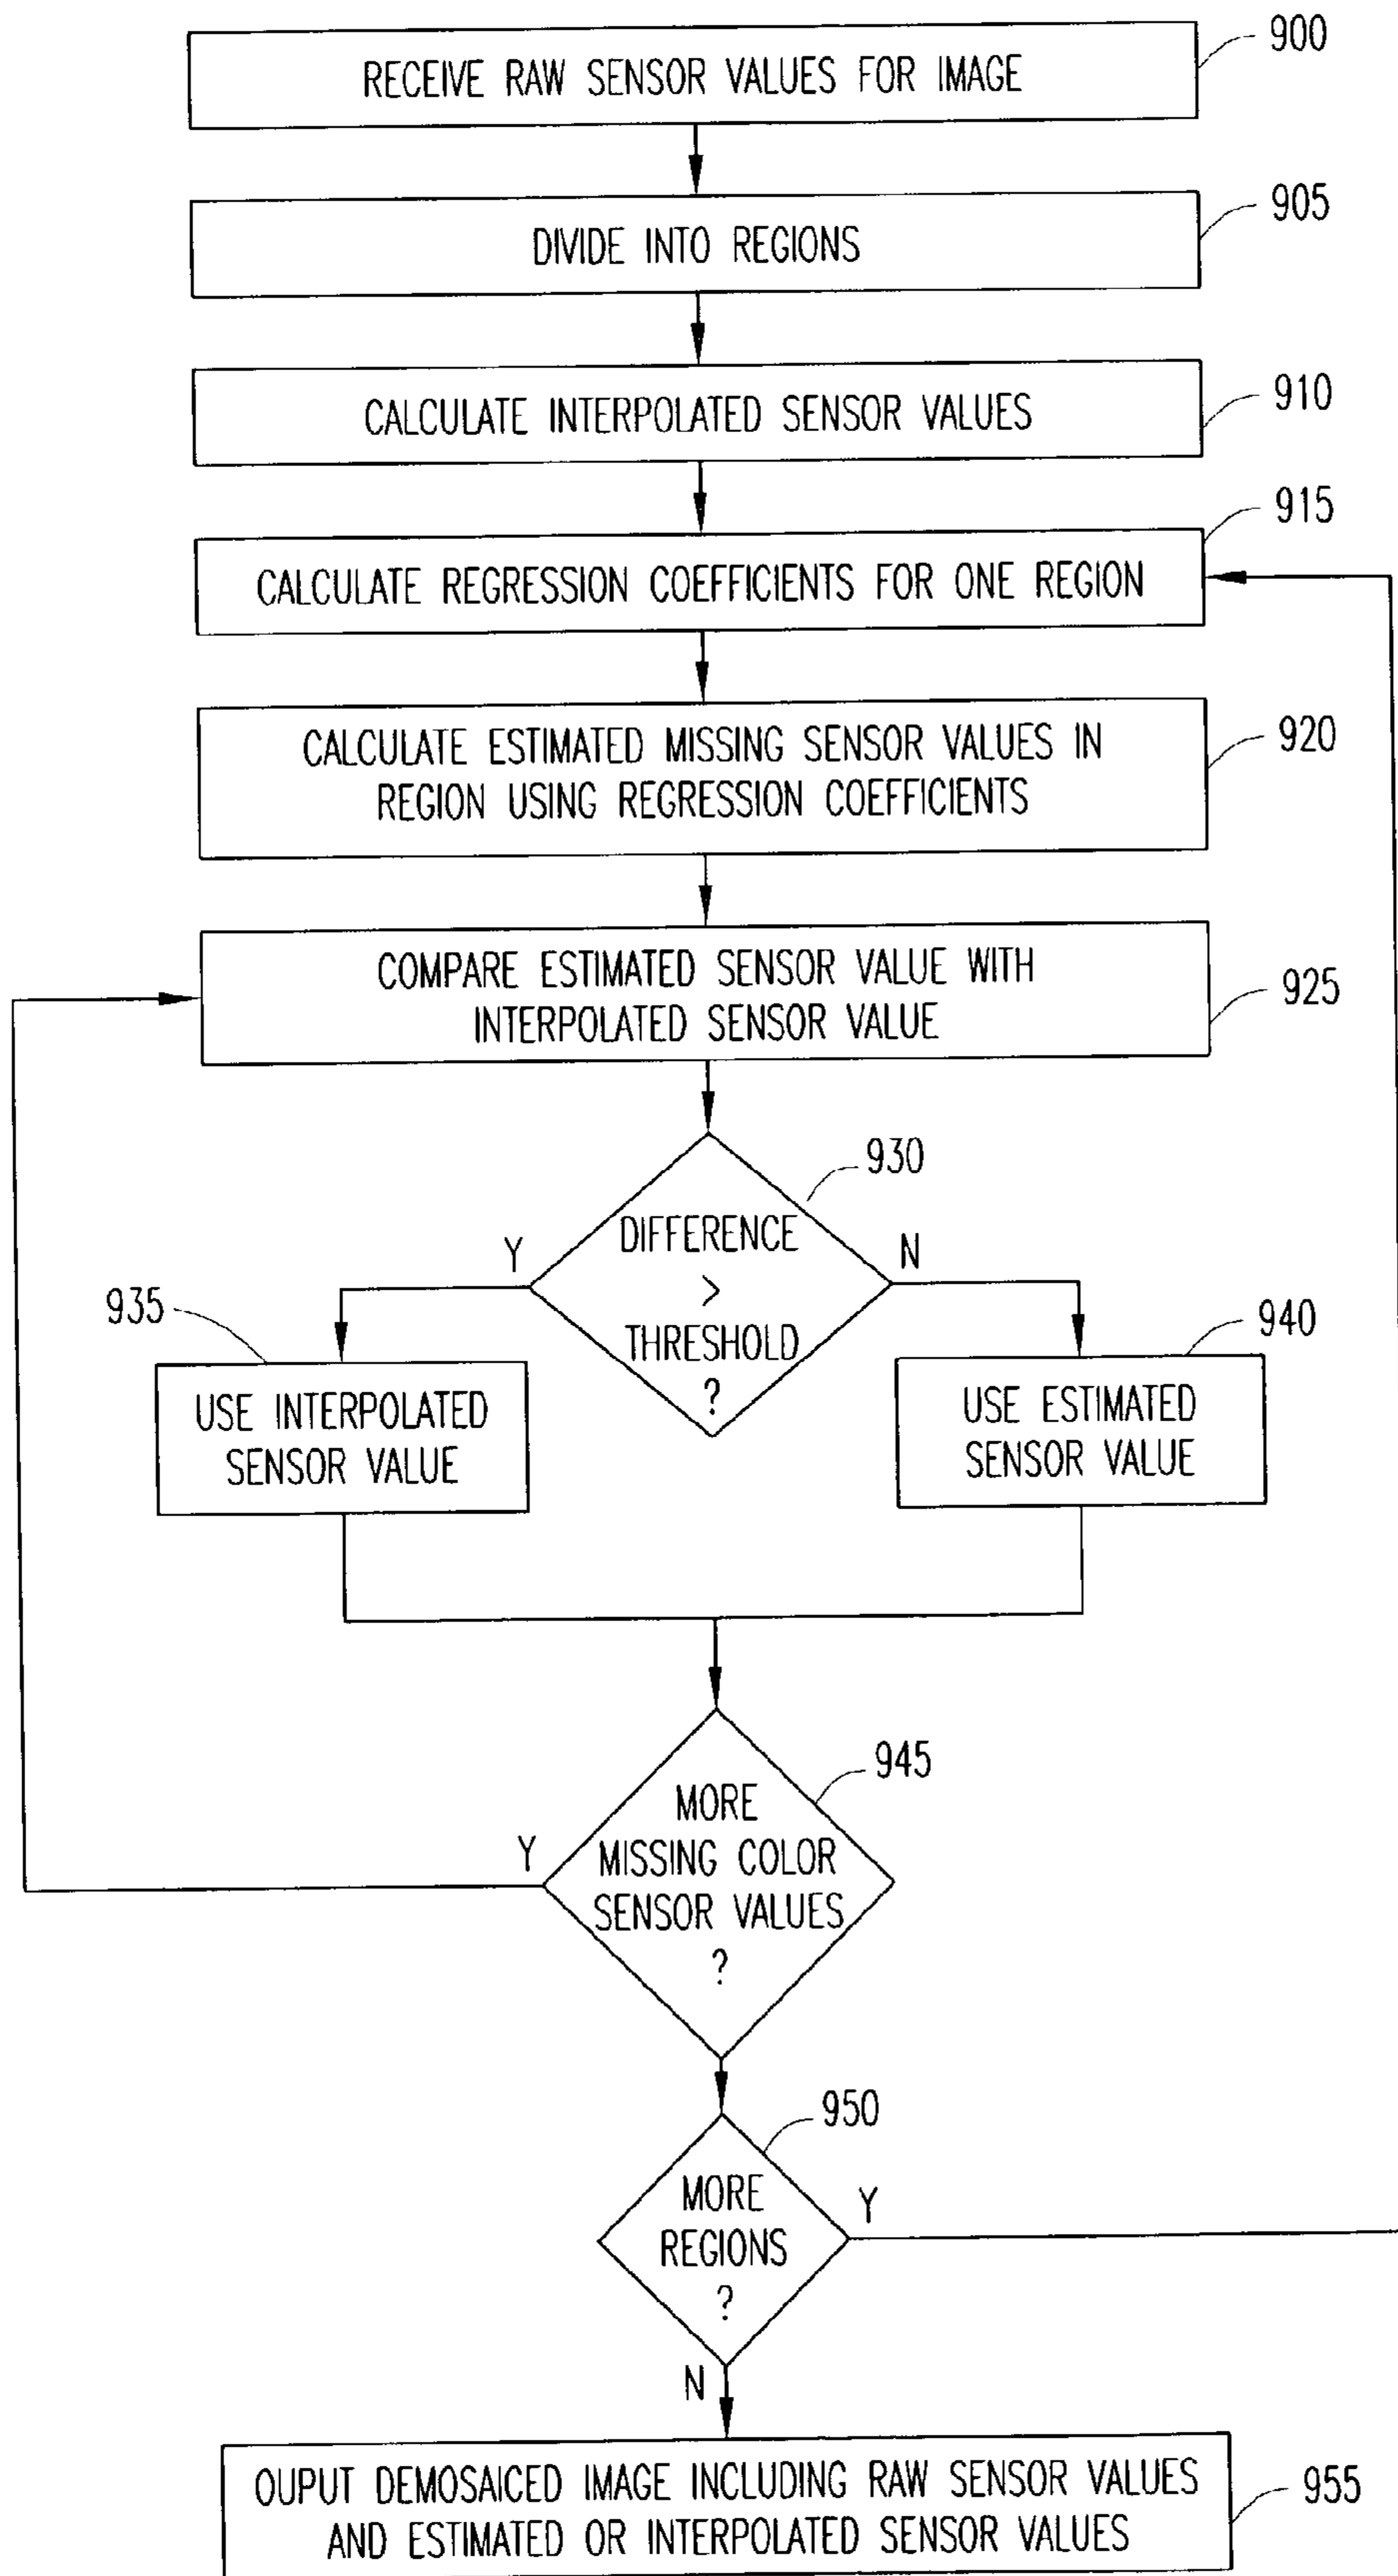 RECEIVE RAW SENSOR VALUES FOR IMAGE
900
DIVIDE INTO REGIONS
905
CALCULATE INTERPOLATED SENSOR VALUES
910
CALCULATE REGRESSION COEFFICIENTS FOR ONE REGION
915
CALCULATE ESTIMATED MISSING SENSOR VALUES IN
REGION USING REGRESSION COEFFICIENTS
920
COMPARE ESTIMATED SENSOR VALUE WITH
INTERPOLATED SENSOR VALUE
925
DIFFERENCE
>
THRESHOLD
?
930
Y
N
935
USE INTERPOLATED
SENSOR VALUE
940
USE ESTIMATED
SENSOR VALUE
MORE
MISSING COLOR
SENSOR VALUES
?
945
Y
MORE
REGIONS
?
950
Y
N
OUPUT DEMOSAICED IMAGE INCLUDING RAW SENSOR VALUES
AND ESTIMATED OR INTERPOLATED SENSOR VALUES
955